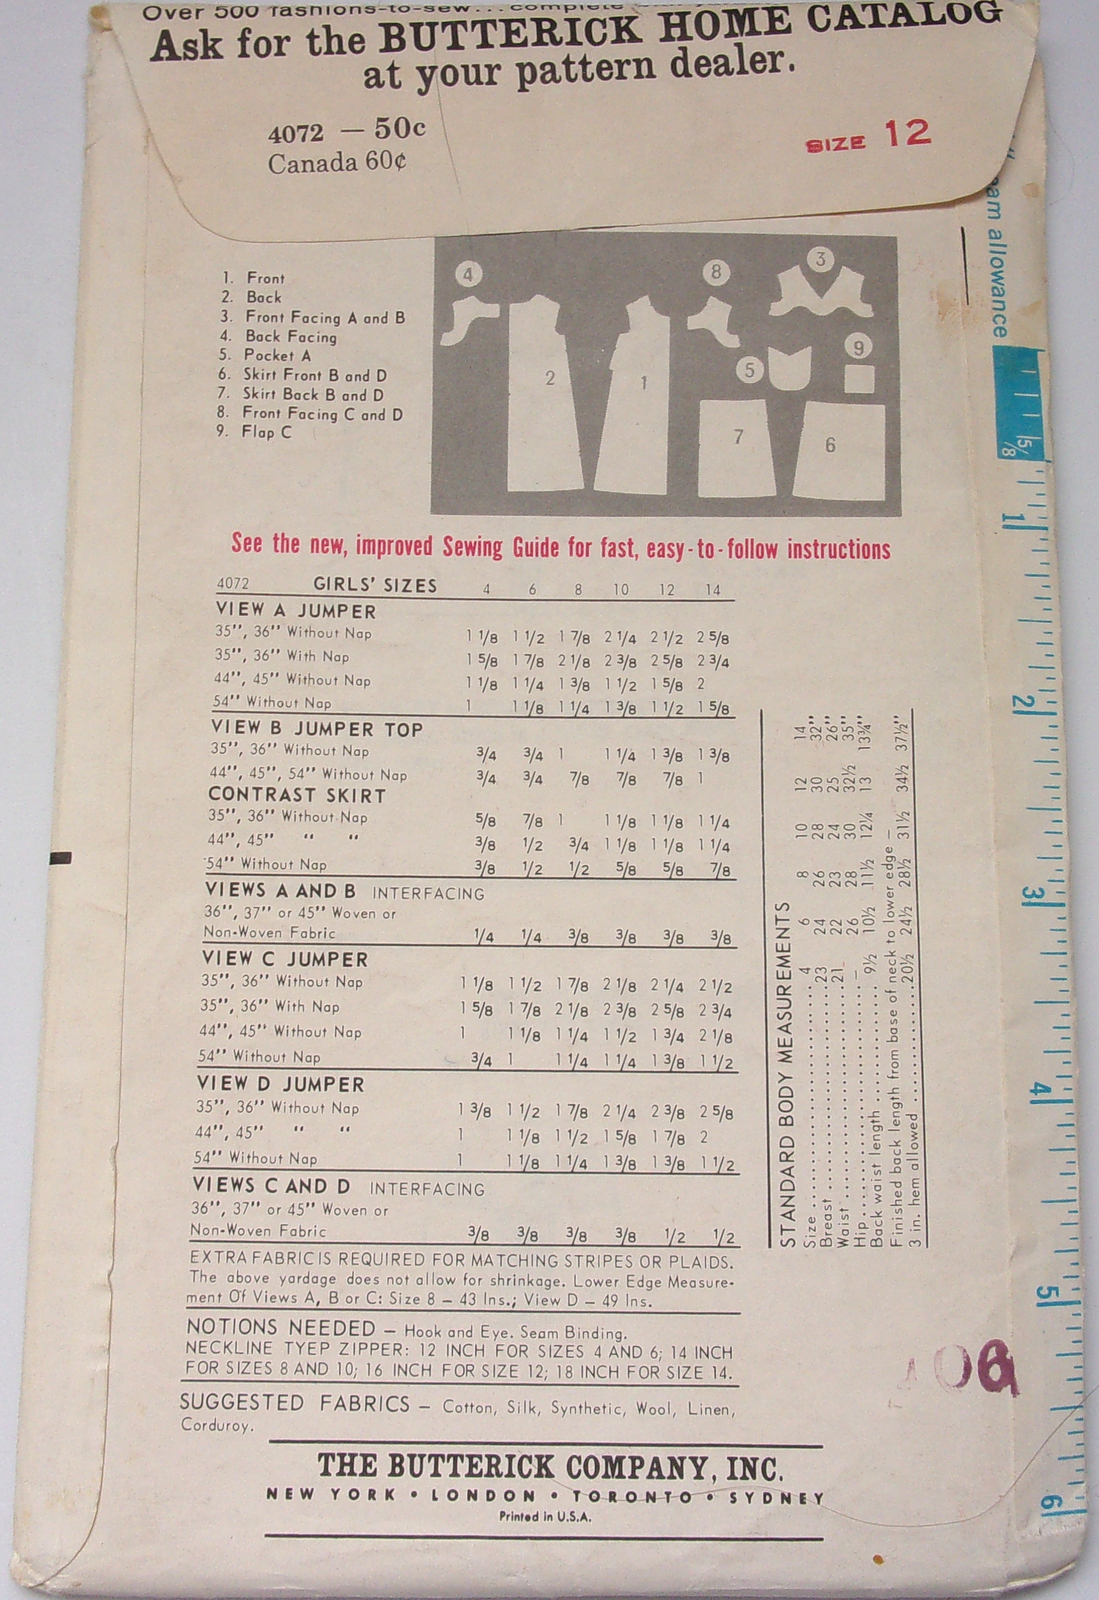 Over 500 fashions-to-sew... complete
Ask for the BUTTERICK HOME CATALOG
at your pattern dealer.
4072 — 50c
Canada 60¢
SIZE 12
allowance
1. Front
2. Back
3. Front Facing A and B
4. Back Facing
5. Pocket A
6. Skirt Front B and D
7. Skirt Back B and D
8. Front Facing C and D
9. Flap C
4
8
3
5
9
2
1
7
6
See the new, improved Sewing Guide for fast, easy-to-follow instructions
4072 GIRLS' SIZES 4 6 8 10 12 14
VIEW A JUMPER
35", 36" Without Nap 1 1/8 1 1/2 1 7/8 2 1/4 2 1/2 2 5/8
35", 36" With Nap 1 5/8 1 7/8 2 1/8 2 3/8 2 5/8 2 3/4
44", 45" Without Nap 1 1/8 1 1/4 1 3/8 1 1/2 1 5/8 2
54" Without Nap 1 1 1/8 1 1/4 1 3/8 1 1/2 1 5/8
VIEW B JUMPER TOP
35", 36" Without Nap 3/4 3/4 1 1 1/4 1 3/8 1 3/8
44", 45", 54" Without Nap 3/4 3/4 7/8 7/8 7/8 1
CONTRAST SKIRT
35", 36" Without Nap 5/8 7/8 1 1 1/8 1 1/8 1 1/4
44", 45" " " 3/8 1/2 3/4 1 1/8 1 1/8 1 1/4
54" Without Nap 3/8 1/2 1/2 5/8 5/8 7/8
VIEWS A AND B INTERFACING
36", 37" or 45" Woven or
Non-Woven Fabric 1/4 1/4 3/8 3/8 3/8 3/8
VIEW C JUMPER
35", 36" Without Nap 1 1/8 1 1/2 1 7/8 2 1/8 2 1/4 2 1/2
35", 36" With Nap 1 5/8 1 7/8 2 1/8 2 3/8 2 5/8 2 3/4
44", 45" Without Nap 1 1 1/8 1 1/4 1 1/2 1 3/4 2 1/8
54" Without Nap 3/4 1 1 1/4 1 1/4 1 3/8 1 1/2
VIEW D JUMPER
35", 36" Without Nap 1 3/8 1 1/2 1 7/8 2 1/4 2 3/8 2 5/8
44", 45" " " 1 1 1/8 1 1/2 1 5/8 1 7/8 2
54" Without Nap 1 1 1/8 1 1/4 1 3/8 1 3/8 1 1/2
VIEWS C AND D INTERFACING
36", 37" or 45" Woven or
Non-Woven Fabric 3/8 3/8 3/8 3/8 1/2 1/2
EXTRA FABRIC IS REQUIRED FOR MATCHING STRIPES OR PLAIDS.
The above yardage does not allow for shrinkage. Lower Edge Measure-
ment Of Views A, B or C: Size 8 – 43 Ins.; View D – 49 Ins.
NOTIONS NEEDED – Hook and Eye. Seam Binding.
NECKLINE TYEP ZIPPER: 12 INCH FOR SIZES 4 AND 6; 14 INCH
FOR SIZES 8 AND 10; 16 INCH FOR SIZE 12; 18 INCH FOR SIZE 14.
SUGGESTED FABRICS – Cotton, Silk, Synthetic, Wool, Linen,
Corduroy.
THE BUTTERICK COMPANY, INC.
NEW YORK • LONDON • TORONTO • SYDNEY
Printed in U.S.A.
STANDARD BODY MEASUREMENTS
Size ........ 4 6 8 10 12 14
Breast ........ 23 24 26 28 30 32"
Waist ........ 21 22 23 24 25 26"
Hip ........ – 26 28 30 32½ 35"
Back waist length ........ 9½ 10½ 11½ 12¼ 13 13¾"
Finished back length from base of neck to lower edge –
3 in. hem allowed ........ 20½ 24½ 28½ 31½ 34½ 37½"
5/8
1
2
3
4
5
6
06